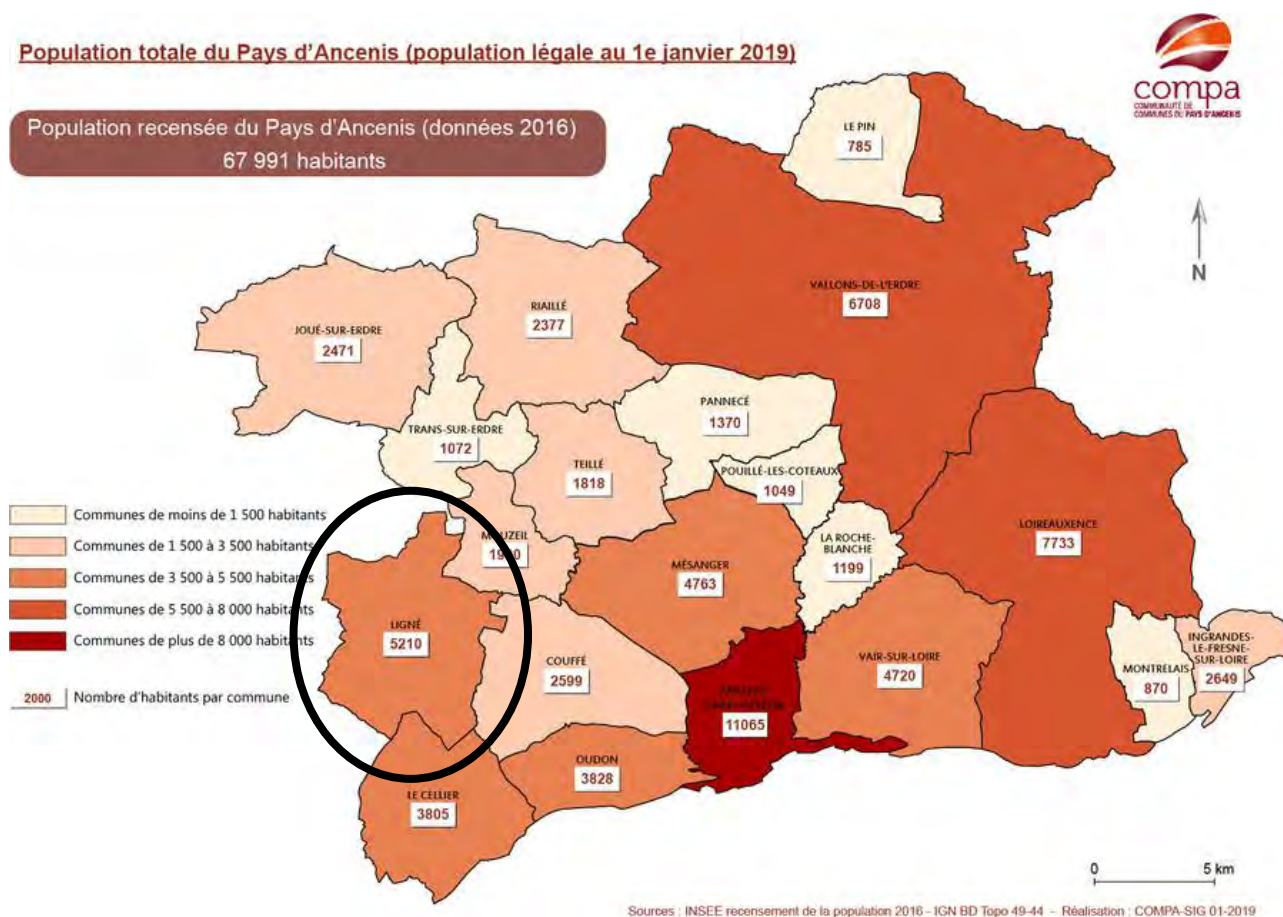 Population totale du Pays d'Ancenis (population légale au 1e janvier 2019)
compa
COMMUNAUTÉ DE
COMMUNES DU PAYS D'ANCENIS
Population recensée du Pays d'Ancenis (données 2016)
67 991 habitants
LE PIN
785
N
VALLONS-DE-L'ERDRE
6708
RIAILLÉ
2377
JOUÉ-SUR-ERDRE
2471
PANNECÉ
1370
TRANS-SUR-ERDRE
1072
TEILLÉ
1818
POUILLÉ-LES-COTEAUX
1049
LOIREAUXENCE
7733
LA ROCHE-
BLANCHE
1199
MÉSANGER
4763
Communes de moins de 1 500 habitants
Communes de 1 500 à 3 500 habitants
Communes de 3 500 à 5 500 habitants
Communes de 5 500 à 8 000 habitants
Communes de plus de 8 000 habitants
2000 Nombre d'habitants par commune
LIGNÉ
5210
COUFFÉ
2599
VAIR-SUR-LOIRE
4720
INGRANDES-
LE-FRESNE-
SUR-LOIRE
2649
MONTRELAIS
870
11065
OUDON
3828
LE CELLIER
3805
0 5 km
Sources : INSEE recensement de la population 2016 - IGN BD Topo 49-44 - Réalisation : COMPA-SIG 01-2019